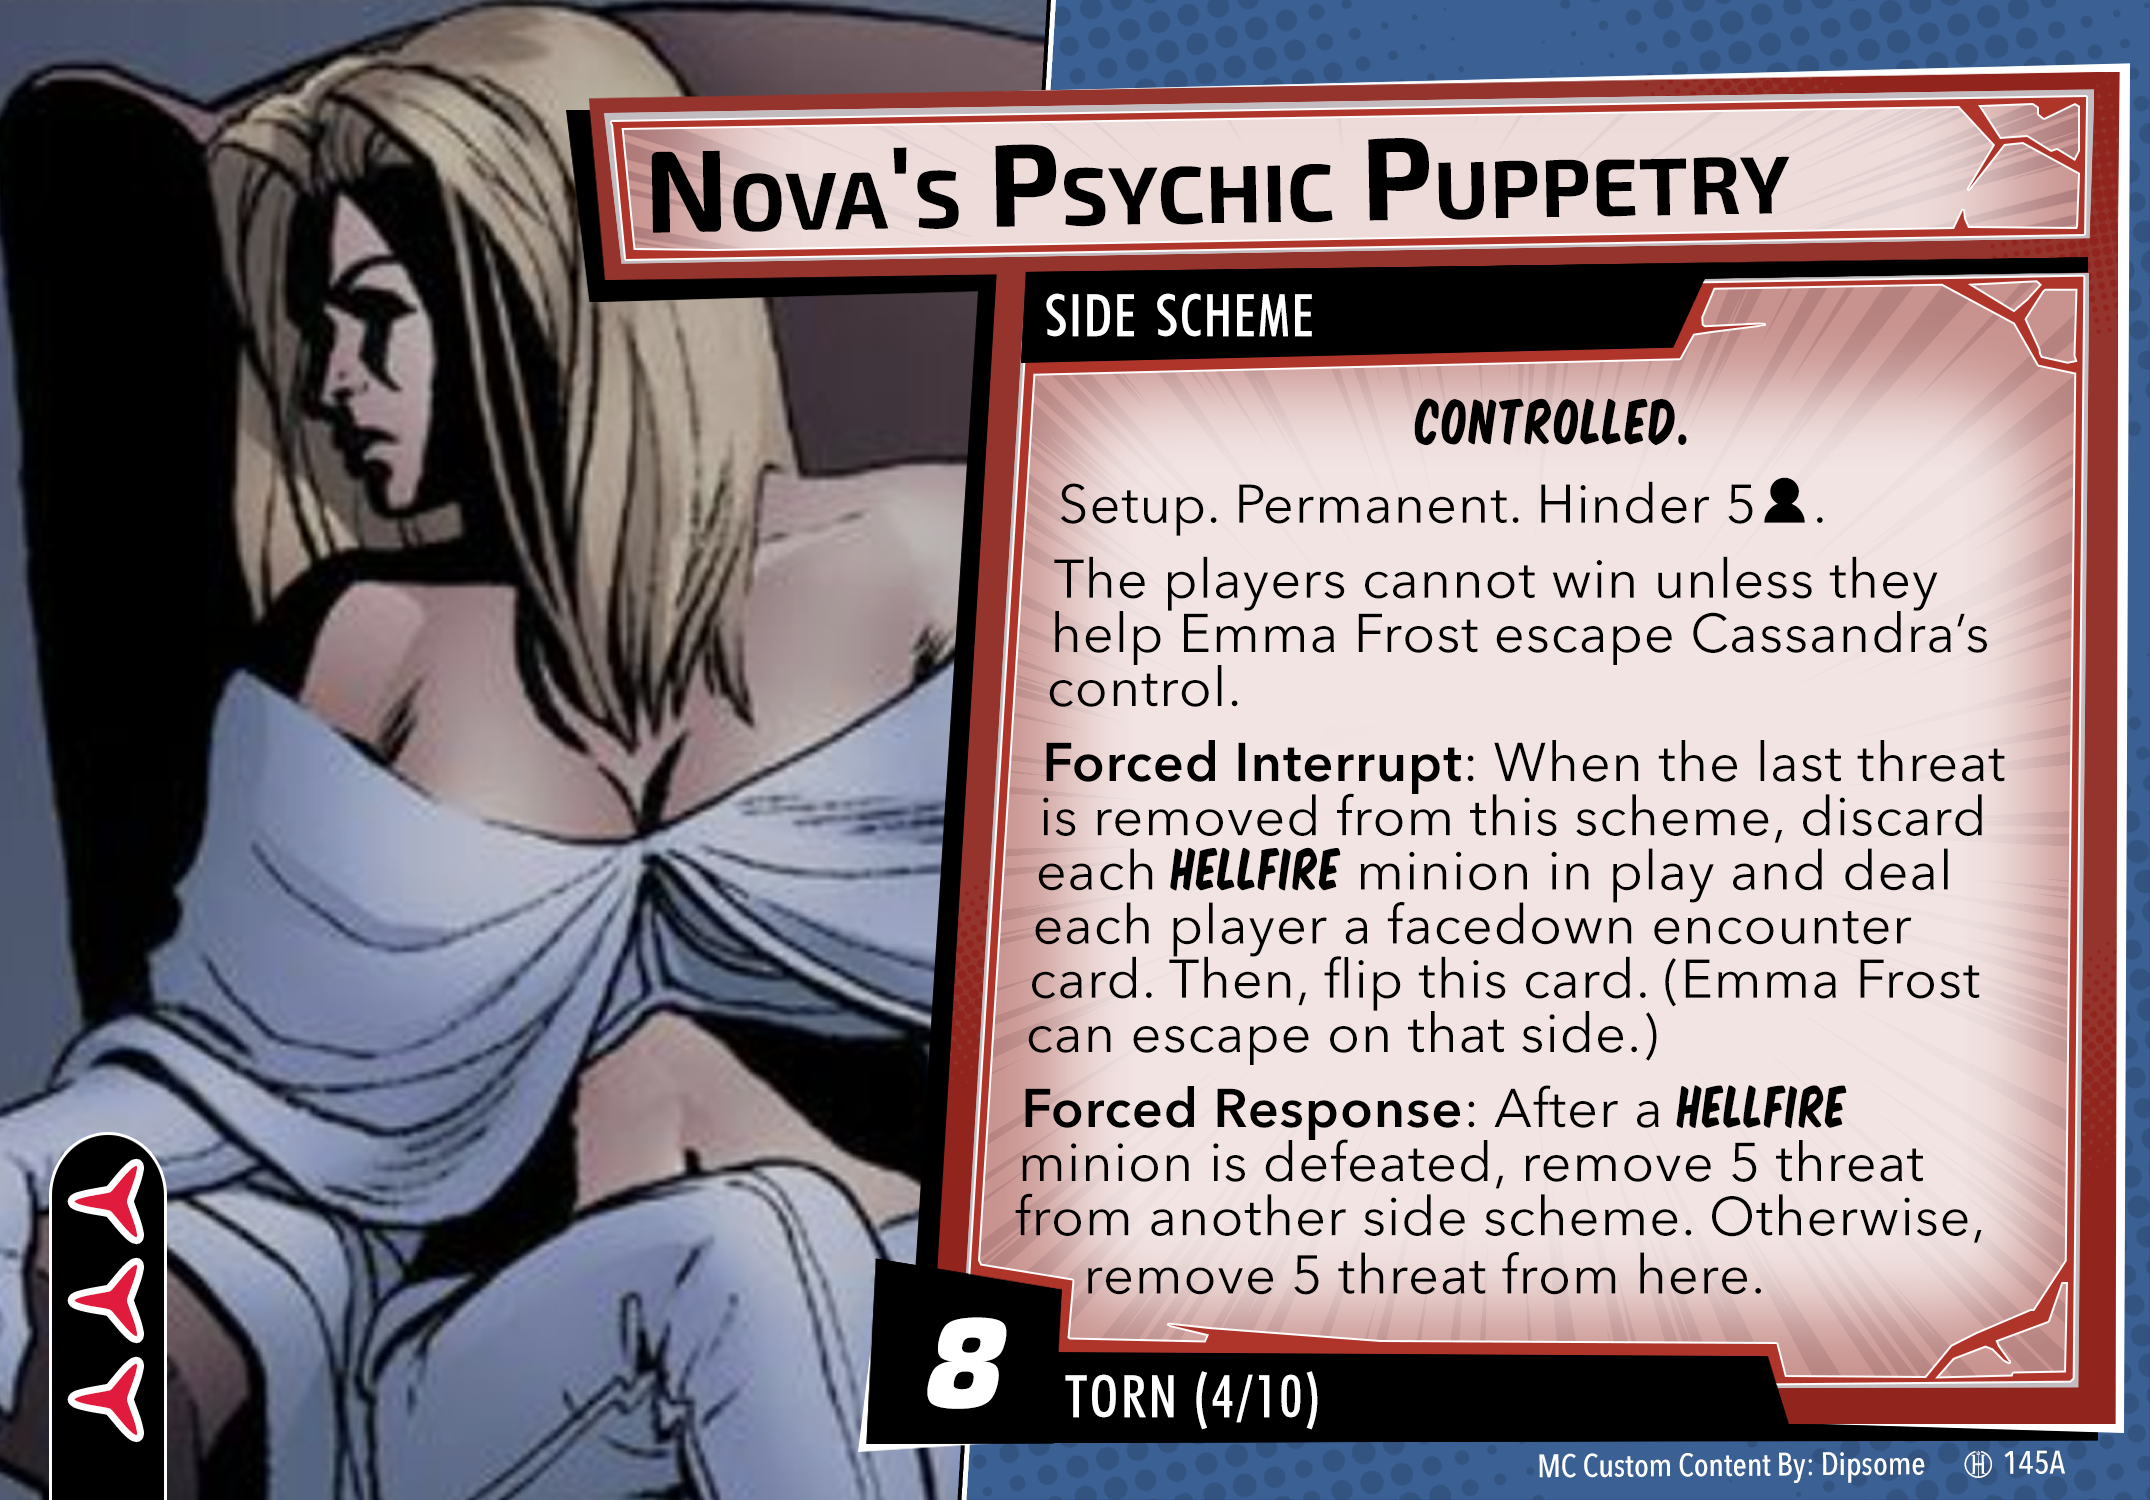 Nova's Psychic Puppetry
SIDE SCHEME
CONTROLLED.
Setup. Permanent. Hinder 5.
The players cannot win unless they
help Emma Frost escape Cassandra's
control.
Forced Interrupt: When the last threat
is removed from this scheme, discard
each HELLFIRE minion in play and deal
each player a facedown encounter
card. Then, flip this card. (Emma Frost
can escape on that side.)
Forced Response: After a HELLFIRE
minion is defeated, remove 5 threat
from another side scheme. Otherwise,
remove 5 threat from here.
8
TORN (4/10)
MC Custom Content By: Dipsome H 145A